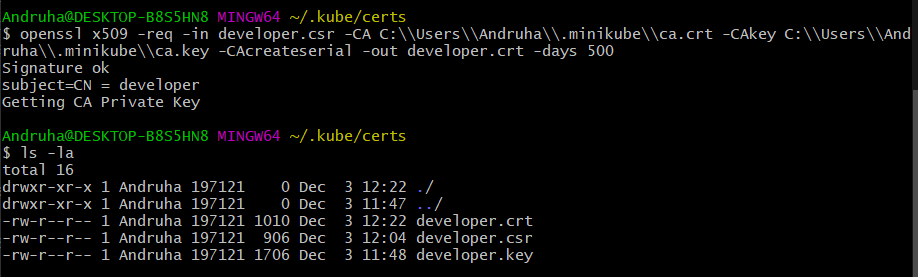 Andruha@DESKTOP-B8S5HN8 MINGW64 ~/.kube/certs
$ openssl x509 -req -in developer.csr -CA C:\\Users\\Andruha\\.minikube\\ca.crt -CAkey C:\\Users\\And
ruha\\.minikube\\ca.key -CAcreateserial -out developer.crt -days 500
Signature ok
subject=CN = developer
Getting CA Private Key
Andruha@DESKTOP-B8S5HN8 MINGW64 ~/.kube/certs
$ ls -la
total 16
drwxr-xr-x 1 Andruha 197121    0 Dec  3 12:22 ./
drwxr-xr-x 1 Andruha 197121    0 Dec  3 11:47 ../
-rw-r--r-- 1 Andruha 197121 1010 Dec  3 12:22 developer.crt
-rw-r--r-- 1 Andruha 197121  906 Dec  3 12:04 developer.csr
-rw-r--r-- 1 Andruha 197121 1706 Dec  3 11:48 developer.key